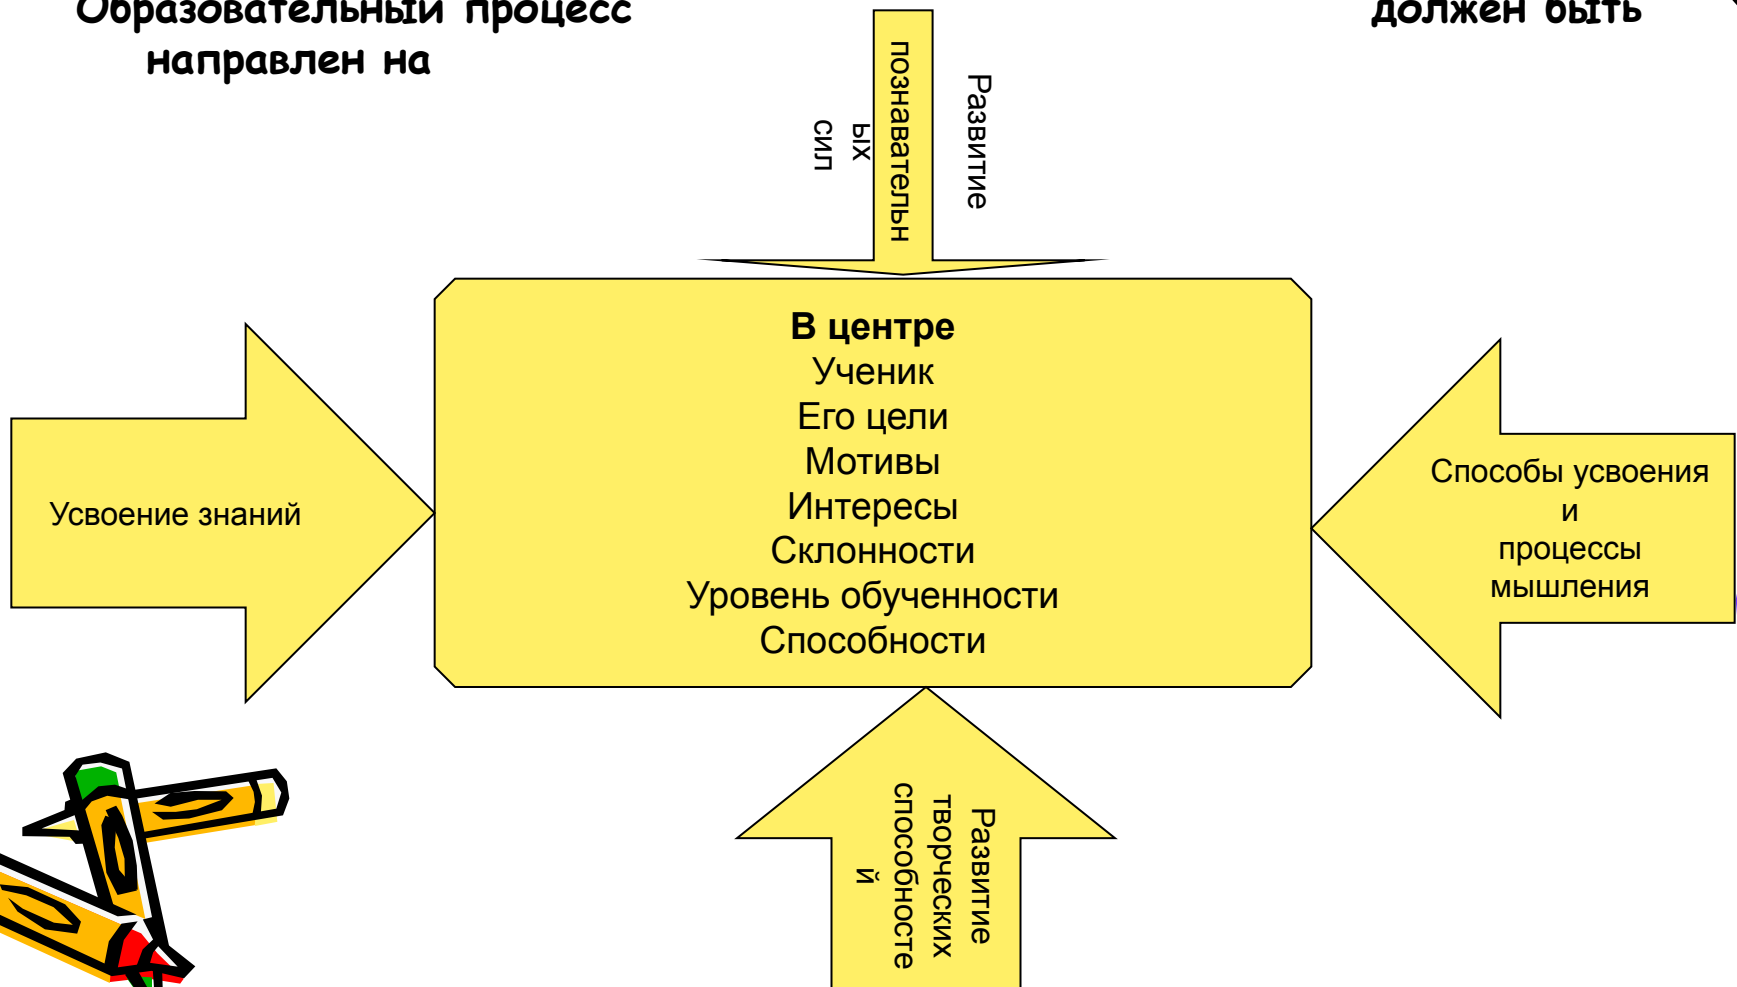 Образовательный процесс должен быть
направлен на
Развитие
познавательн
ых
сил
В центре
Ученик
Его цели
Мотивы
Интересы
Склонности
Уровень обученности
Способности
Усвоение знаний
Способы усвоения
и
процессы
мышления
Развитие
творческих
способносте
й